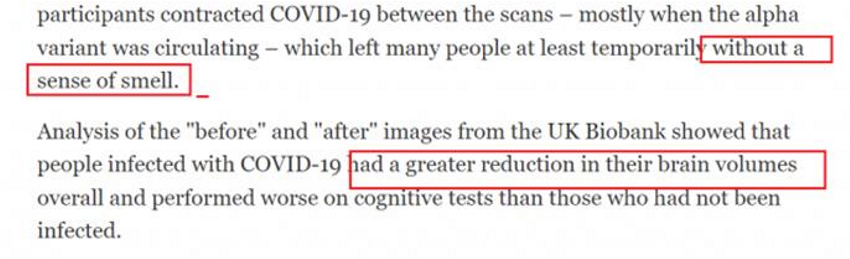 participants contracted COVID-19 between the scans – mostly when the alpha
variant was circulating – which left many people at least temporarily without a
sense of smell.
Analysis of the "before" and "after" images from the UK Biobank showed that
people infected with COVID-19 had a greater reduction in their brain volumes
overall and performed worse on cognitive tests than those who had not been
infected.